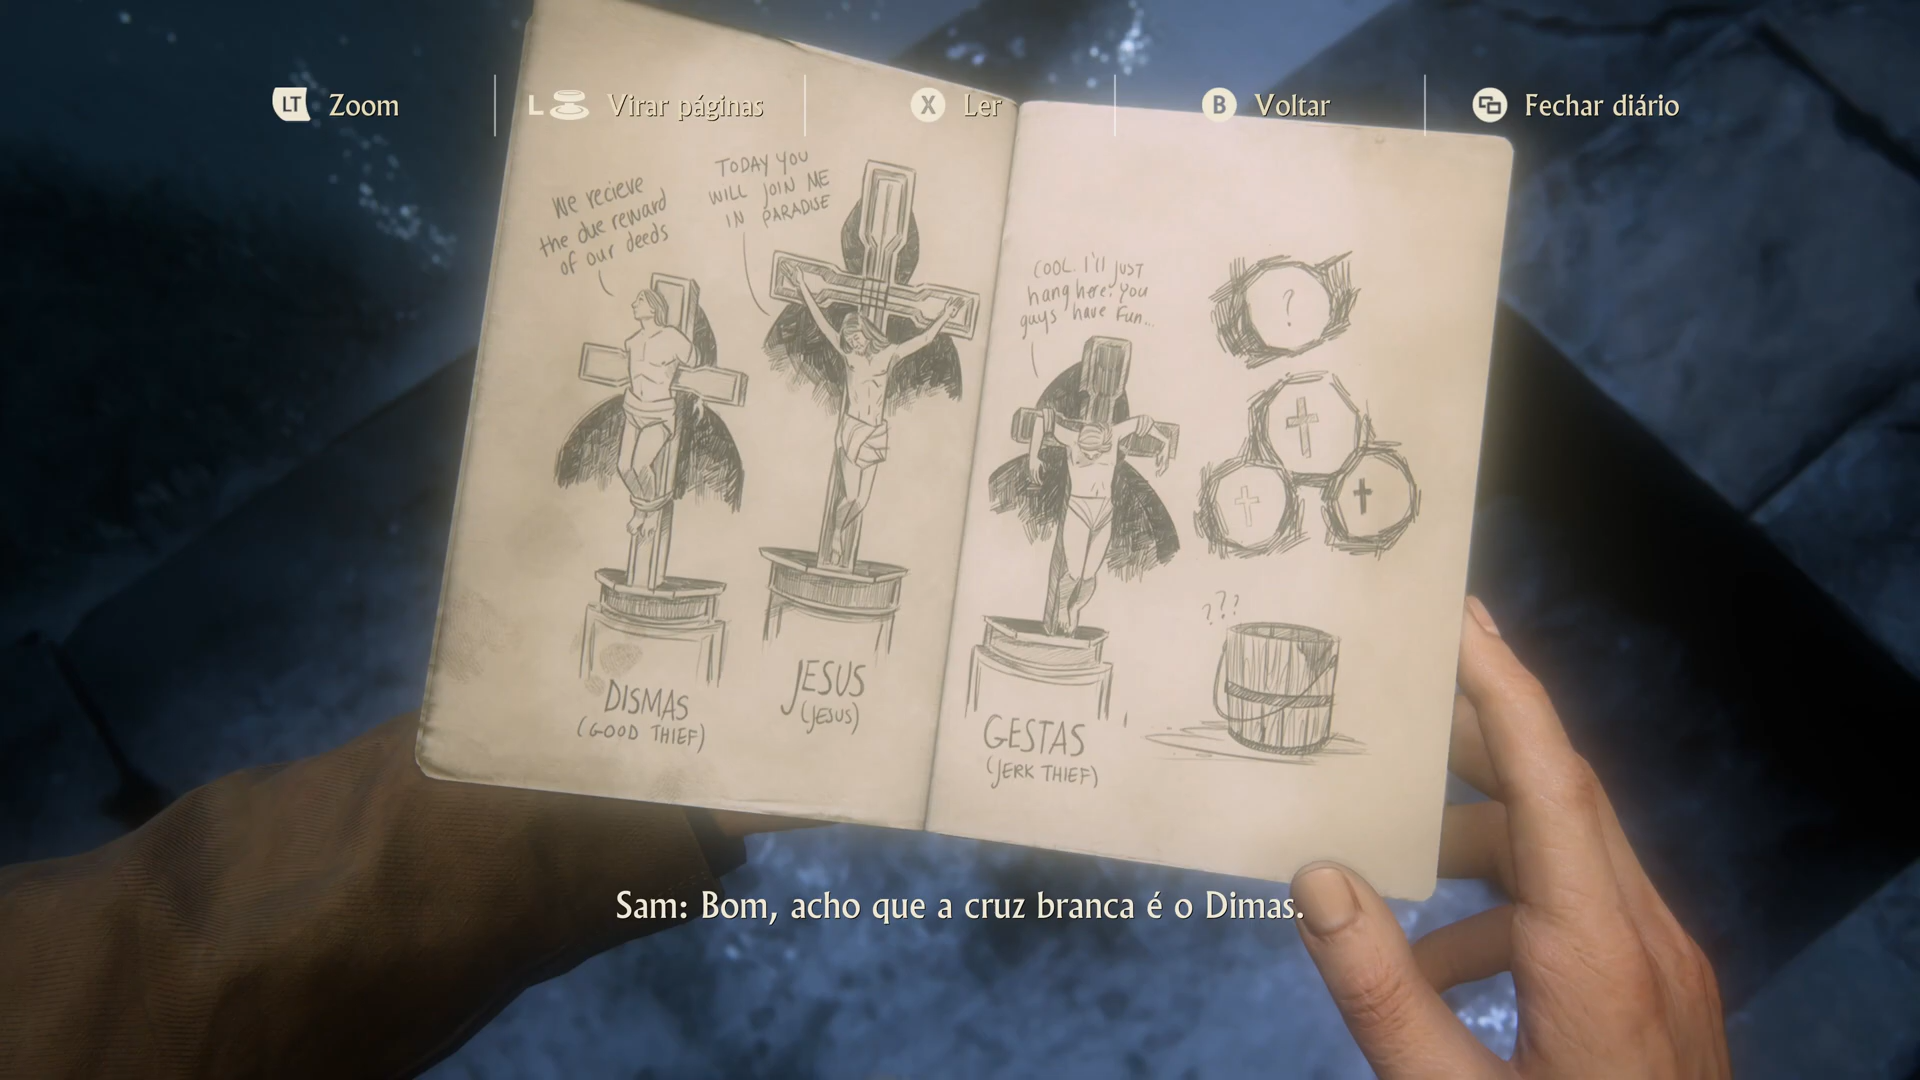 LT Zoom
L Virar páginas
X Ler
B Voltar
Fechar diário
We recieve
the due reward
of our deeds
TODAY YOU
WILL JOIN ME
IN PARADISE
COOL. I'll JUST
hang here. You
guys have fun...
?
???
DISMAS
(GOOD THIEF)
JESUS
(JESUS)
GESTAS
(JERK THIEF)
Sam: Bom, acho que a cruz branca é o Dimas.